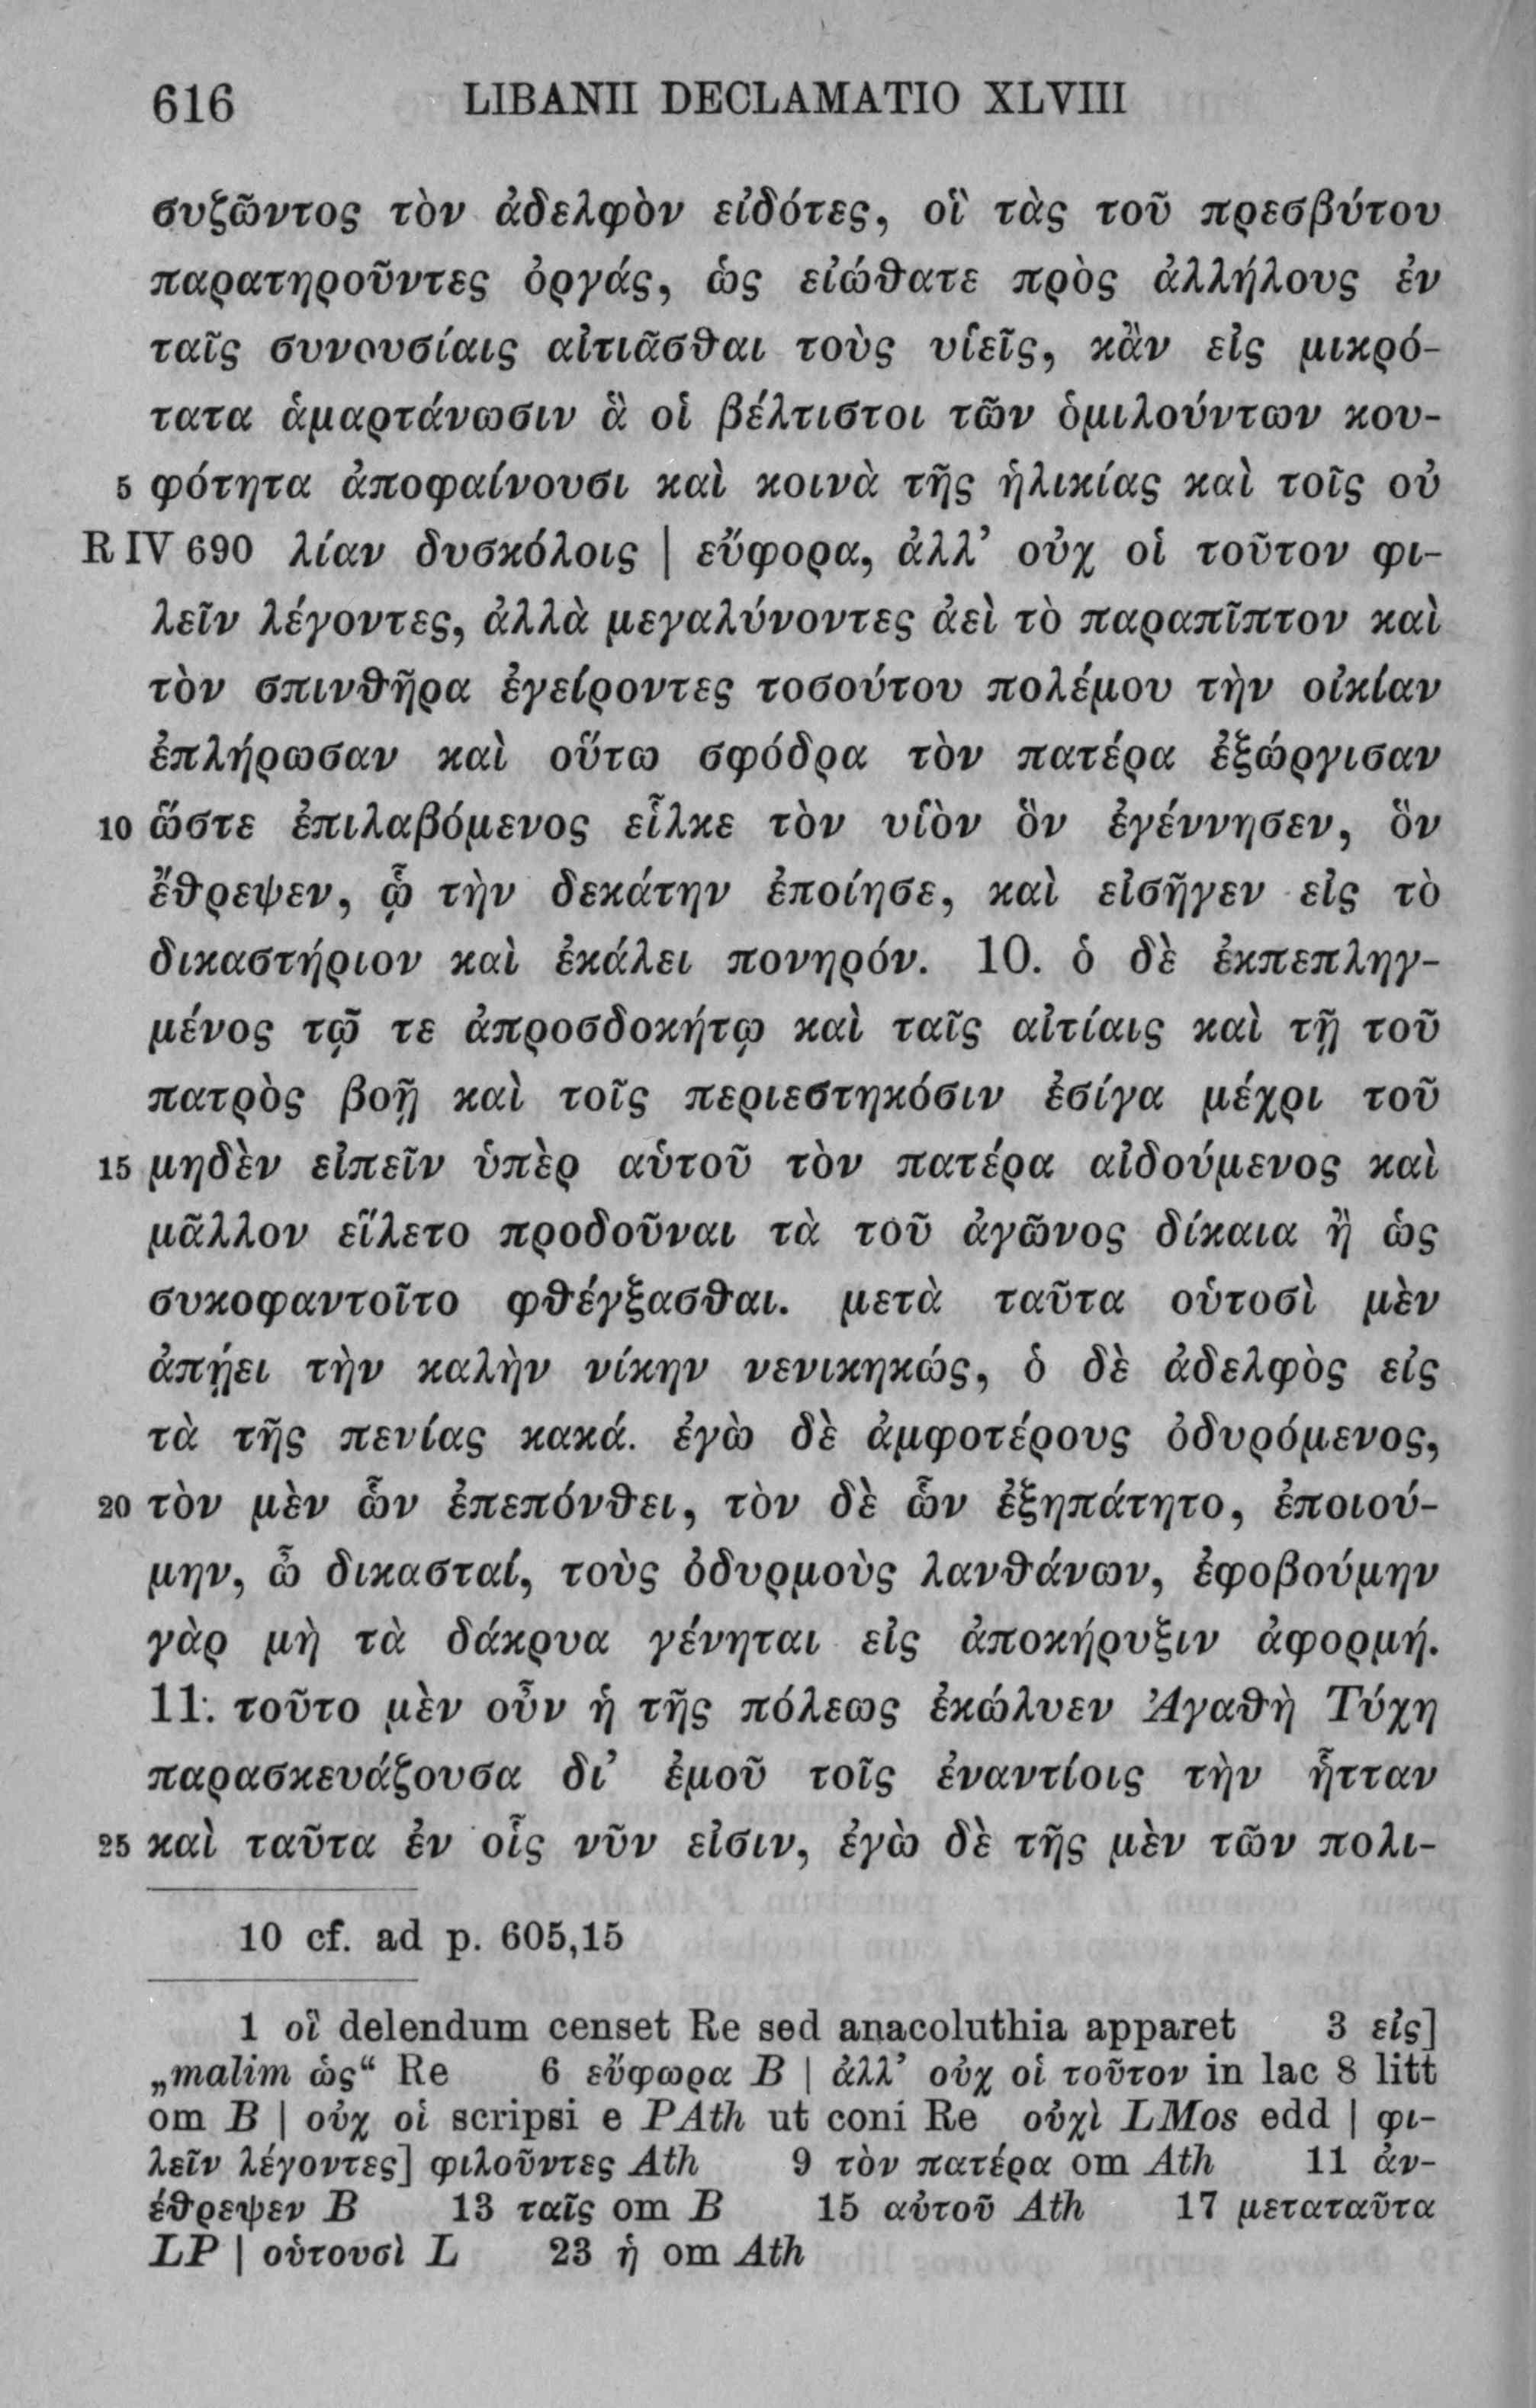 616 LIBANII DECLAMATIO XLVIII
συζῶντος τὸν ἀδελφὸν εἰδότες, οἳ τὰς τοῦ πρεσβύτου
παρατηροῦντες ὀργάς, ὡς εἰώθατε πρὸς ἀλλήλους ἐν
ταῖς συνουσίαις αἰτιᾶσθαι τοὺς υἱεῖς, κἂν εἰς μικρό-
τατα ἁμαρτάνωσιν ἃ οἱ βέλτιστοι τῶν ὁμιλούντων κου-
5 φότητα ἀποφαίνουσι καὶ κοινὰ τῆς ἡλικίας καὶ τοῖς οὐ
R IV 690 λίαν δυσκόλοις | εὔφορα, ἀλλ’ οὐχ οἱ τοῦτον φι-
λεῖν λέγοντες, ἀλλὰ μεγαλύνοντες ἀεὶ τὸ παραπῖπτον καὶ
τὸν σπινθῆρα ἐγείροντες τοσούτου πολέμου τὴν οἰκίαν
ἐπλήρωσαν καὶ οὕτω σφόδρα τὸν πατέρα ἐξώργισαν
10 ὥστε ἐπιλαβόμενος εἷλκε τὸν υἱὸν ὃν ἐγέννησεν, ὃν
ἔθρεψεν, ᾧ τὴν δεκάτην ἐποίησε, καὶ εἰσῆγεν εἰς τὸ
δικαστήριον καὶ ἐκάλει πονηρόν. 10. ὁ δὲ ἐκπεπληγ-
μένος τῷ τε ἀπροσδοκήτῳ καὶ ταῖς αἰτίαις καὶ τῇ τοῦ
πατρὸς βοῇ καὶ τοῖς περιεστηκόσιν ἐσίγα μέχρι τοῦ
15 μηδὲν εἰπεῖν ὑπὲρ αὑτοῦ τὸν πατέρα αἰδούμενος καὶ
μᾶλλον εἵλετο προδοῦναι τὰ τοῦ ἀγῶνος δίκαια ἢ ὡς
συκοφαντοῖτο φθέγξασθαι. μετὰ ταῦτα οὑτοσὶ μὲν
ἀπῄει τὴν καλὴν νίκην νενικηκώς, ὁ δὲ ἀδελφὸς εἰς
τὰ τῆς πενίας κακά. ἐγὼ δὲ ἀμφοτέρους ὀδυρόμενος,
20 τὸν μὲν ὧν ἐπεπόνθει, τὸν δὲ ὧν ἐξηπάτητο, ἐποιού-
μην, ὦ δικασταί, τοὺς ὀδυρμοὺς λανθάνων, ἐφοβούμην
γὰρ μὴ τὰ δάκρυα γένηται εἰς ἀποκήρυξιν ἀφορμή.
11. τοῦτο μὲν οὖν ἡ τῆς πόλεως ἐκώλυεν Ἀγαθὴ Τύχη
παρασκευάζουσα δι’ ἐμοῦ τοῖς ἐναντίοις τὴν ἧτταν
25 καὶ ταῦτα ἐν οἷς νῦν εἰσιν, ἐγὼ δὲ τῆς μὲν τῶν πολι-
10 cf. ad p. 605,15
1 οἳ delendum censet Re sed anacoluthia apparet 3 εἰς]
„malim ὡς“ Re 6 εὔφωρα B | ἀλλ’ οὐχ οἱ τοῦτον in lac 8 litt
om B | οὐχ οἱ scripsi e PAth ut coni Re οὐχὶ LMos edd | φι-
λεῖν λέγοντες] φιλοῦντες Ath 9 τὸν πατέρα om Ath 11 ἀν-
έθρεψεν B 13 ταῖς om B 15 αὐτοῦ Ath 17 μεταταῦτα
LP | οὑτουσὶ L 23 ἡ om Ath